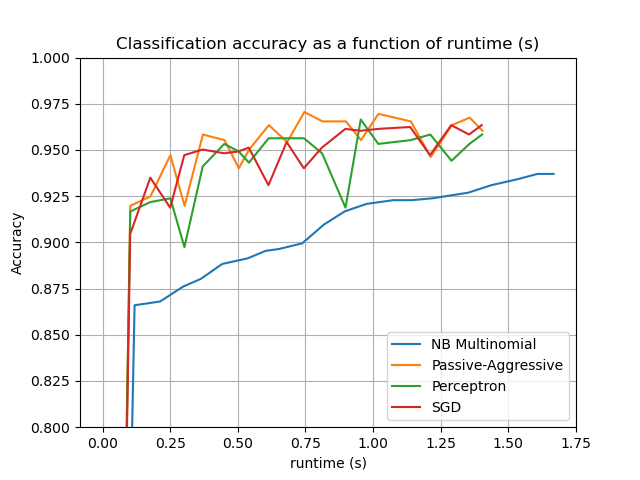 Classification accuracy as a function of runtime (s)
1.000
0.975
0.950
0.925
0.900
0.875
0.850
0.825
0.800
Accuracy
NB Multinomial
Passive-Aggressive
Perceptron
SGD
0.00 0.25 0.50 0.75 1.00 1.25 1.50 1.75
runtime (s)